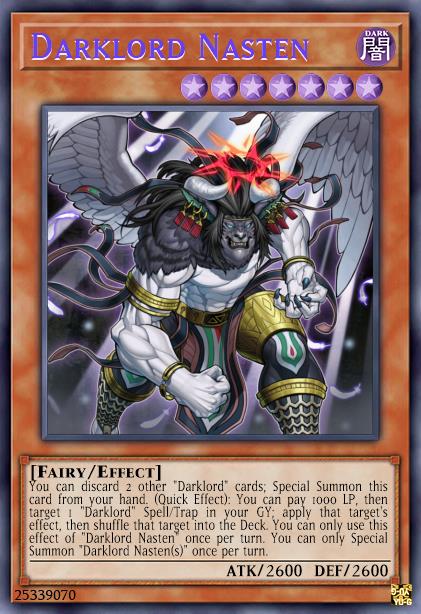 Darklord Nasten
DARK
闇
[Fairy/Effect]
You can discard 2 other "Darklord" cards; Special Summon this
card from your hand. (Quick Effect): You can pay 1000 LP, then
target 1 "Darklord" Spell/Trap in your GY; apply that target's
effect, then shuffle that target into the Deck. You can only use this
effect of "Darklord Nasten" once per turn. You can only Special
Summon "Darklord Nasten(s)" once per turn.
ATK/2600 DEF/2600
25339070